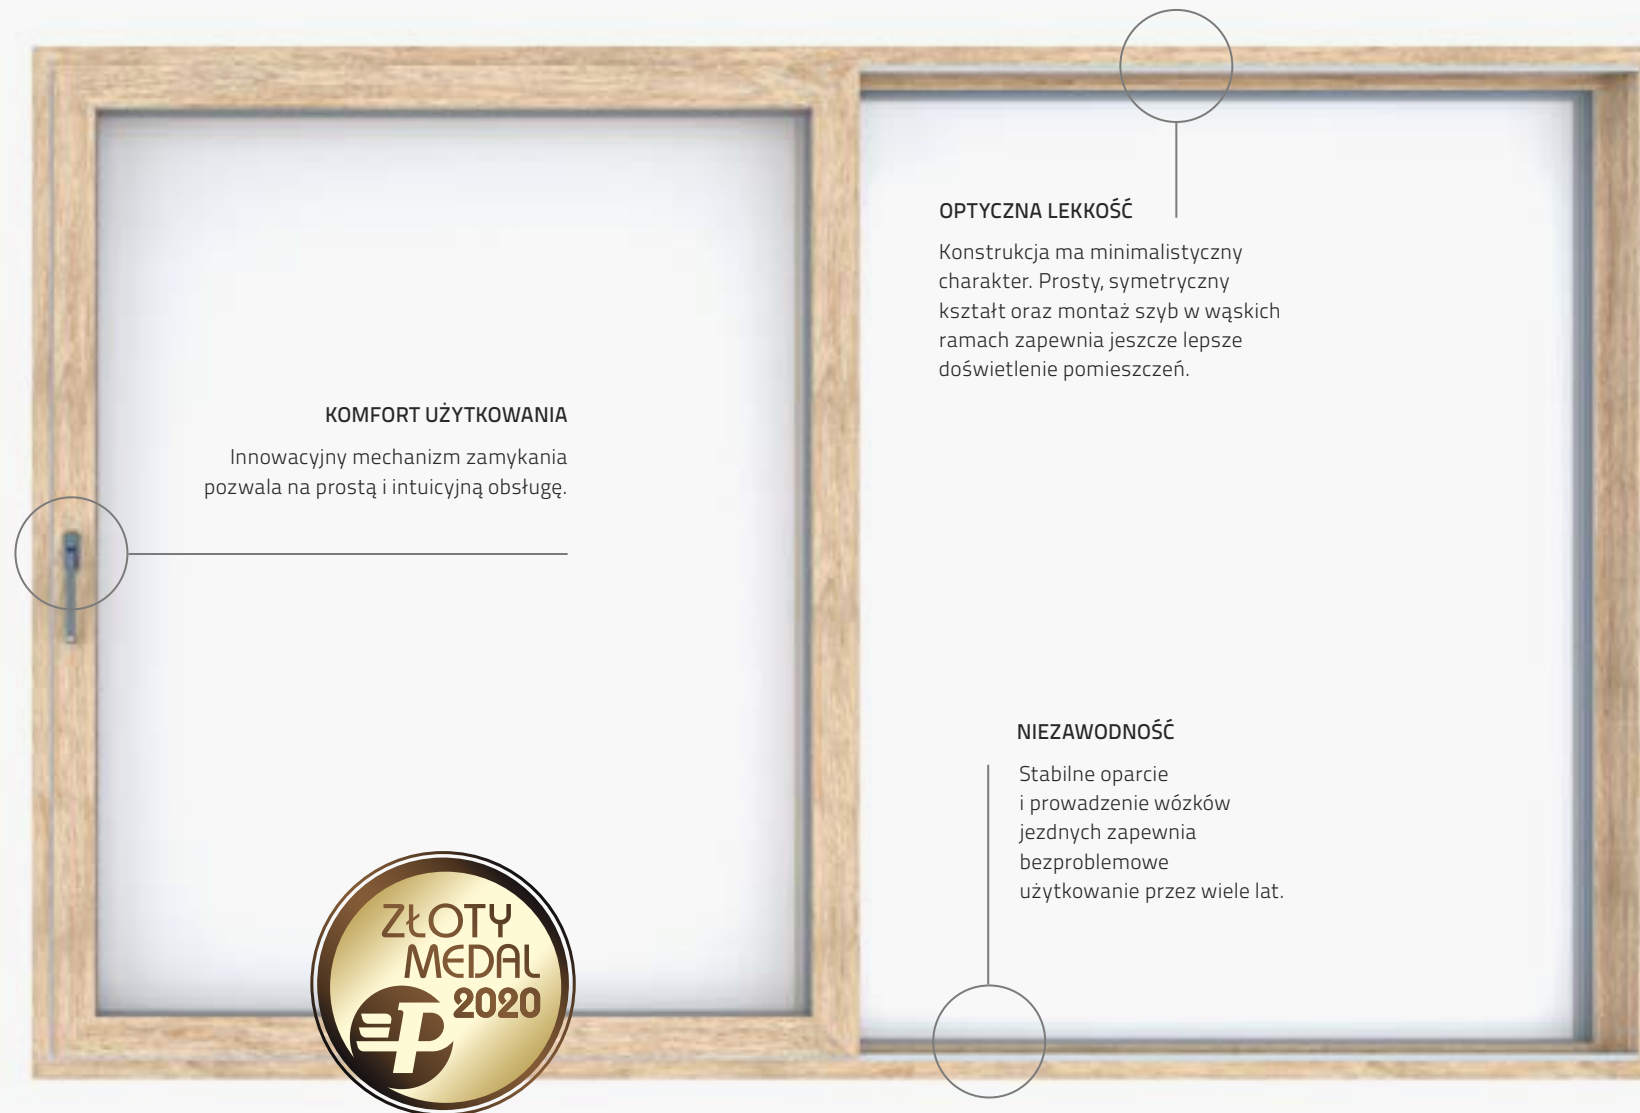 OPTYCZNA LEKKOŚĆ
Konstrukcja ma minimalistyczny
charakter. Prosty, symetryczny
kształt oraz montaż szyb w wąskich
ramach zapewnia jeszcze lepsze
doświetlenie pomieszczeń.
KOMFORT UŻYTKOWANIA
Innowacyjny mechanizm zamykania
pozwala na prostą i intuicyjną obsługę.
NIEZAWODNOŚĆ
Stabilne oparcie
i prowadzenie wózków
jezdnych zapewnia
bezproblemowe
użytkowanie przez wiele lat.
ZŁOTY
MEDAL
2020